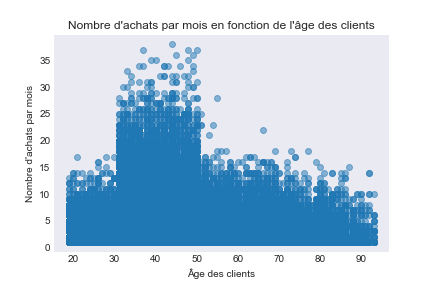 Nombre d'achats par mois en fonction de l'âge des clients
Nombre d'achats par mois
35
30
25
20
15
10
5
0
20 30 40 50 60 70 80 90
Âge des clients